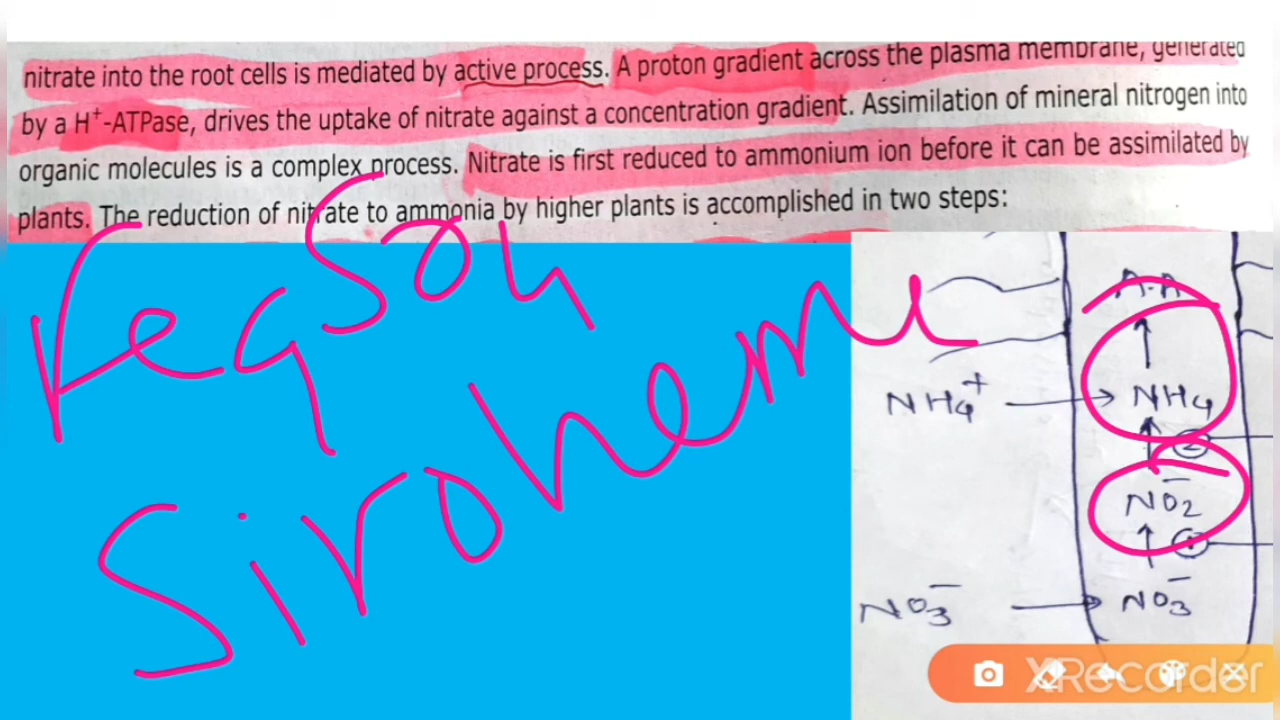 nitrate into the root cells is mediated by active process. A proton gradient across the plasma membrane, generated
by a H⁺-ATPase, drives the uptake of nitrate against a concentration gradient. Assimilation of mineral nitrogen into
organic molecules is a complex process. Nitrate is first reduced to ammonium ion before it can be assimilated by
plants. The reduction of nitrate to ammonia by higher plants is accomplished in two steps:
Fe4S04
Siroheme
A·A
NH4⁺ → NH4
2
NO2⁻
1
NO3⁻ → NO3⁻
XRecorder